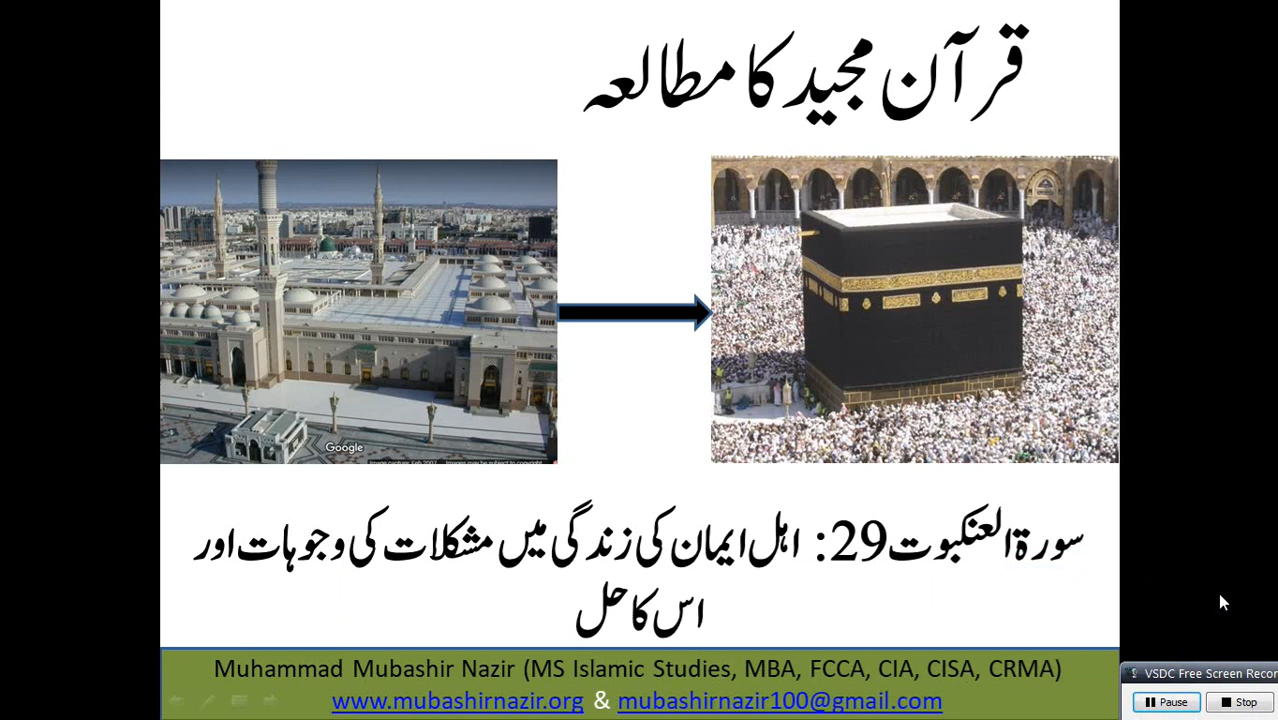 قرآن مجید کا مطالعہ
Google
سورۃ العنکبوت 29: اہل ایمان کی زندگی میں مشکلات کی وجوہات اور
اس کا حل
Muhammad Mubashir Nazir (MS Islamic Studies, MBA, FCCA, CIA, CISA, CRMA)
www.mubashirnazir.org & mubashirnazir100@gmail.com
VSDC Free Screen Reco
Pause
Stop